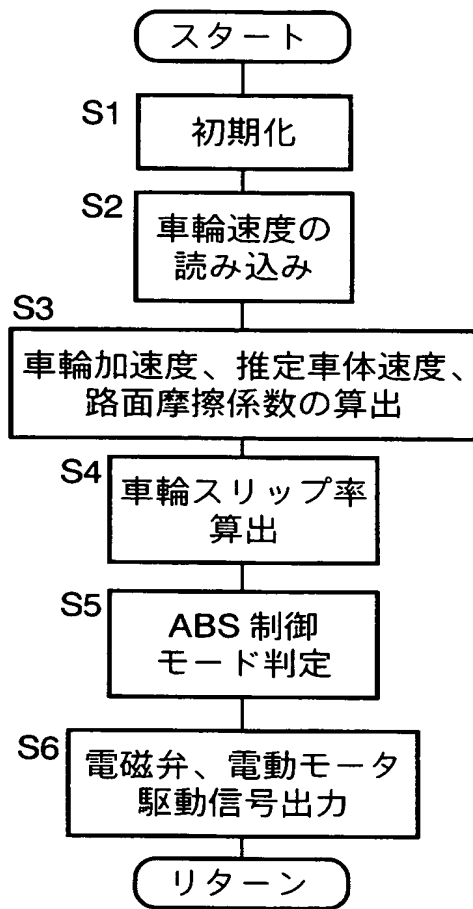 スタート
S1
初期化
S2
車輪速度の
読み込み
S3
車輪加速度、推定車体速度、
路面摩擦係数の算出
S4
車輪スリップ率
算出
S5
ABS 制御
モード判定
S6
電磁弁、電動モータ
駆動信号出力
リターン